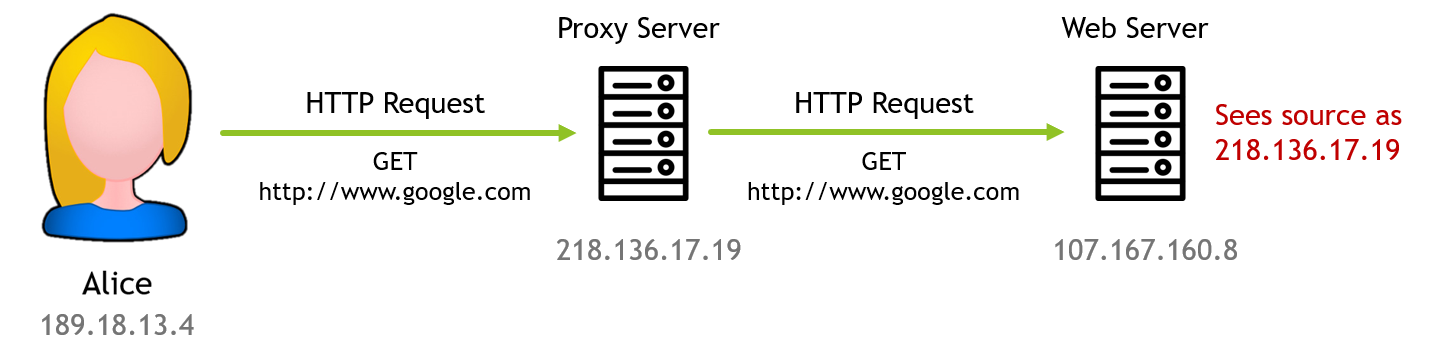 Proxy Server
Web Server
HTTP Request
GET
http://www.google.com
HTTP Request
GET
http://www.google.com
Sees source as
218.136.17.19
218.136.17.19
107.167.160.8
Alice
189.18.13.4